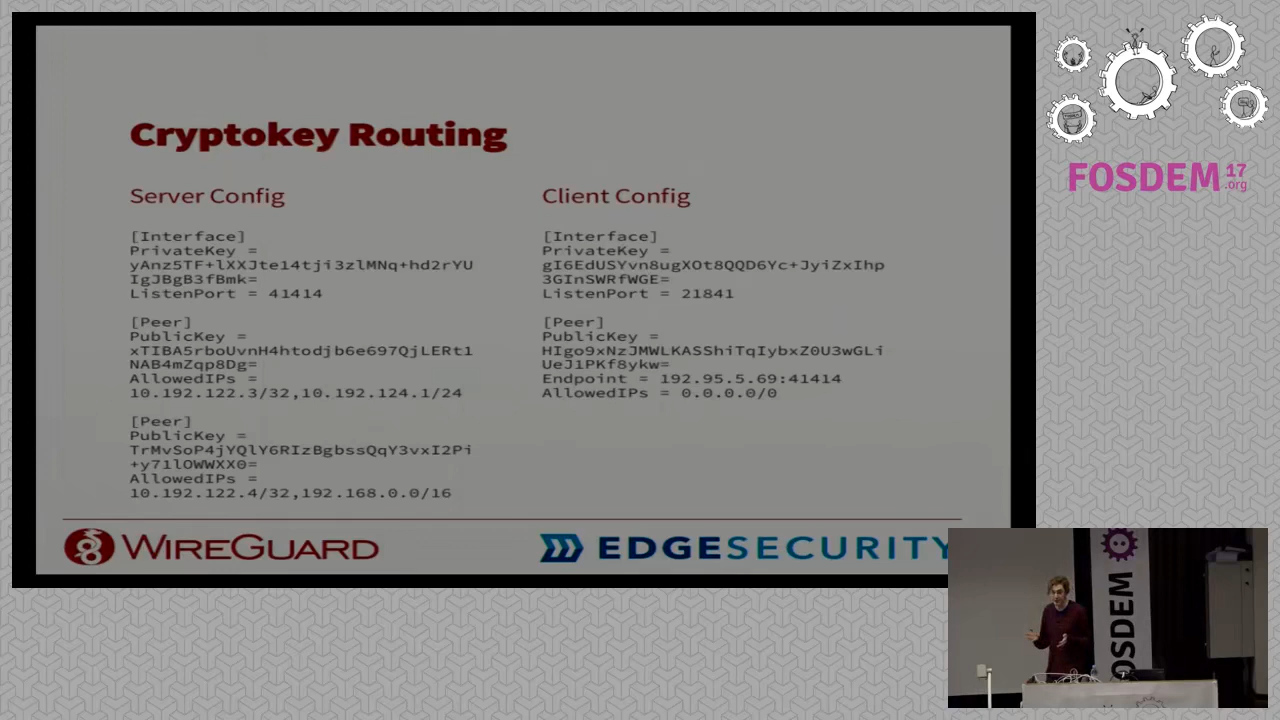 Cryptokey Routing
Server Config
[Interface]
PrivateKey =
yAnz5TF+lXXJte14tji3zlMNq+hd2rYU
IgJBgB3fBmk=
ListenPort = 41414
[Peer]
PublicKey =
xTIBA5rboUvnH4htodjb6e697QjLERt1
NAB4mZqp8Dg=
AllowedIPs =
10.192.122.3/32,10.192.124.1/24
[Peer]
PublicKey =
TrMvSoP4jYQlY6RIzBgbssQqY3vxI2Pi
+y71lOWWXX0=
AllowedIPs =
10.192.122.4/32,192.168.0.0/16
Client Config
[Interface]
PrivateKey =
gI6EdUSYvn8ugXOt8QQD6Yc+JyiZxIhp
3GInSWRfWGE=
ListenPort = 21841
[Peer]
PublicKey =
HIgo9xNzJMWLKASShiTqIybxZ0U3wGLi
UeJ1PKf8ykw=
Endpoint = 192.95.5.69:41414
AllowedIPs = 0.0.0.0/0
WIREGUARD
EDGESECURITY
FOSDEM 17
.org
OSDEM